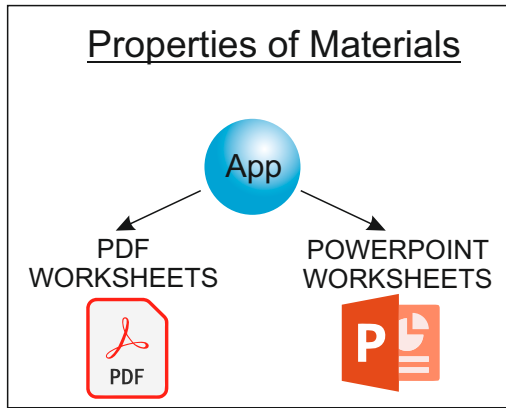 Properties of Materials
App
PDF
WORKSHEETS
POWERPOINT
WORKSHEETS
PDF
P